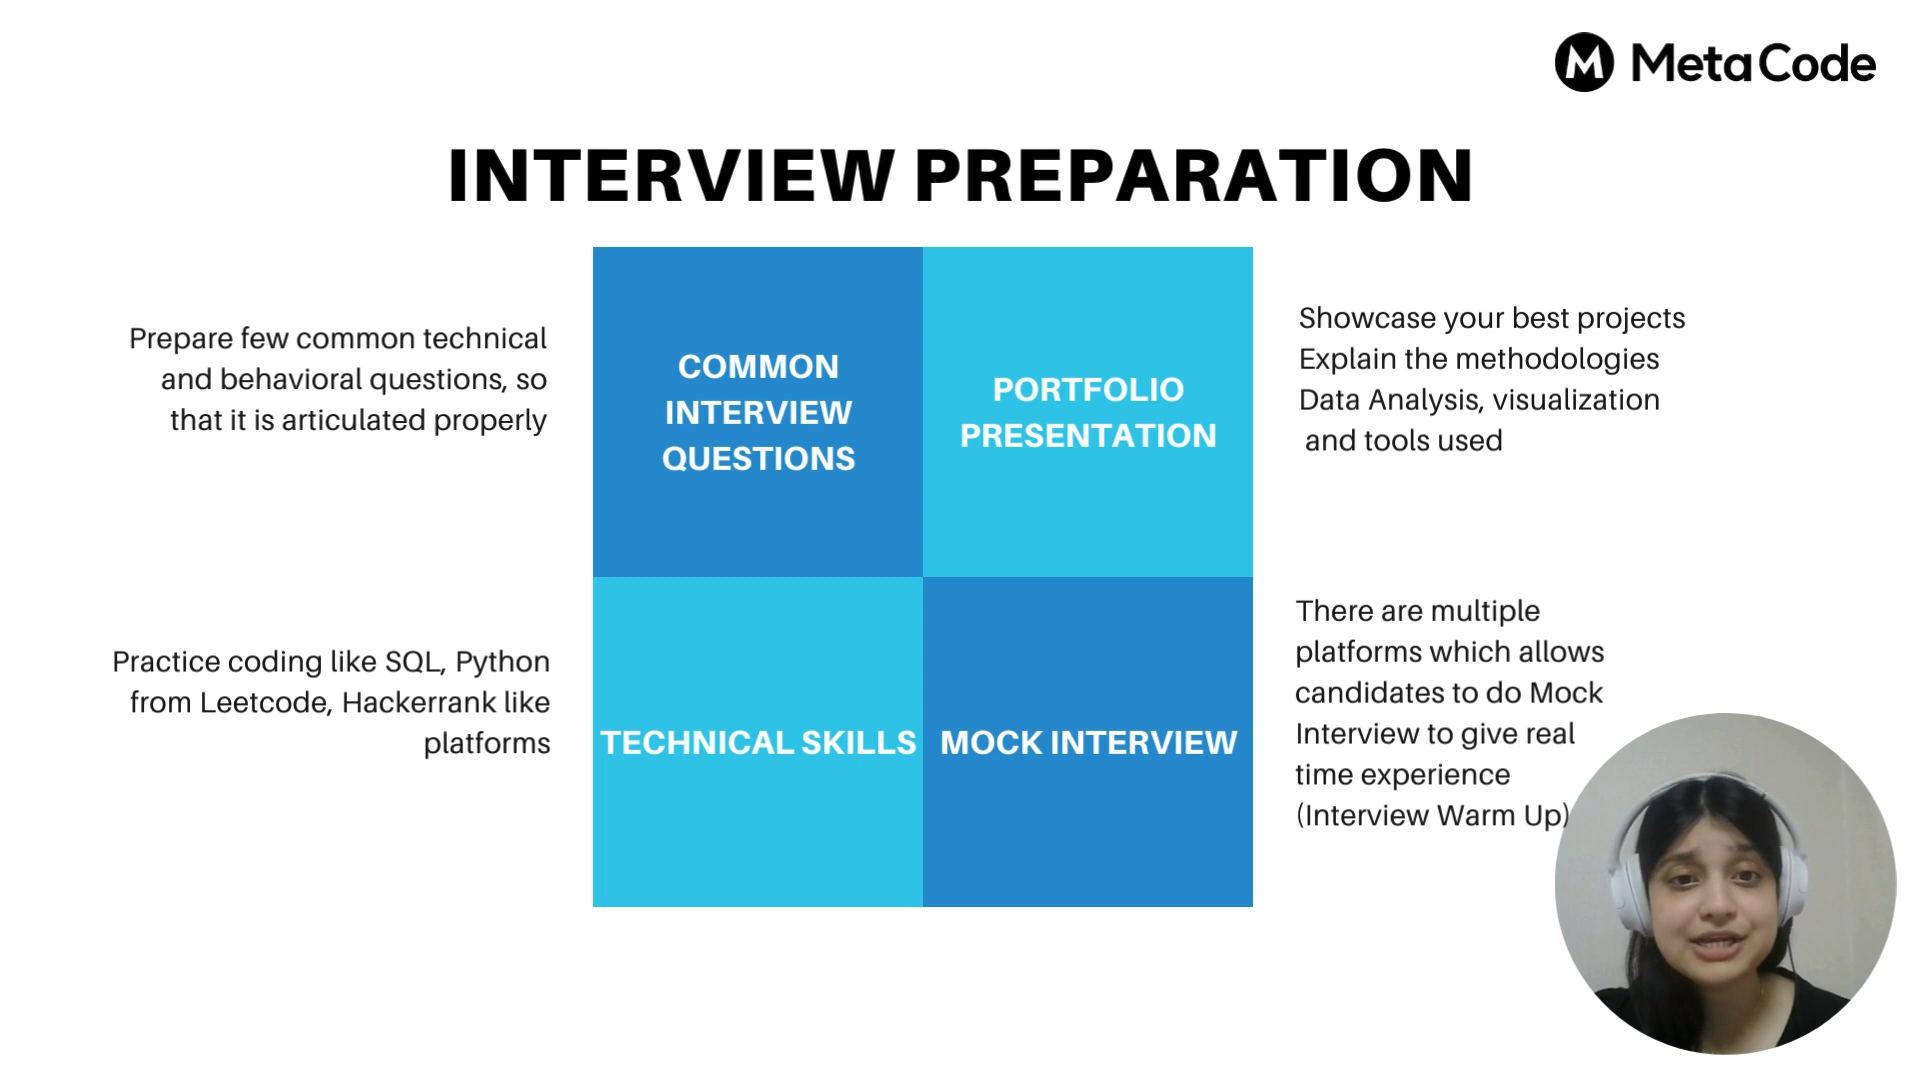 MetaCode
INTERVIEW PREPARATION
Prepare few common technical
and behavioral questions, so
that it is articulated properly
COMMON
INTERVIEW
QUESTIONS
PORTFOLIO
PRESENTATION
Showcase your best projects
Explain the methodologies
Data Analysis, visualization
and tools used
Practice coding like SQL, Python
from Leetcode, Hackerrank like
platforms
TECHNICAL SKILLS
MOCK INTERVIEW
There are multiple
platforms which allows
candidates to do Mock
Interview to give real
time experience
(Interview Warm Up)